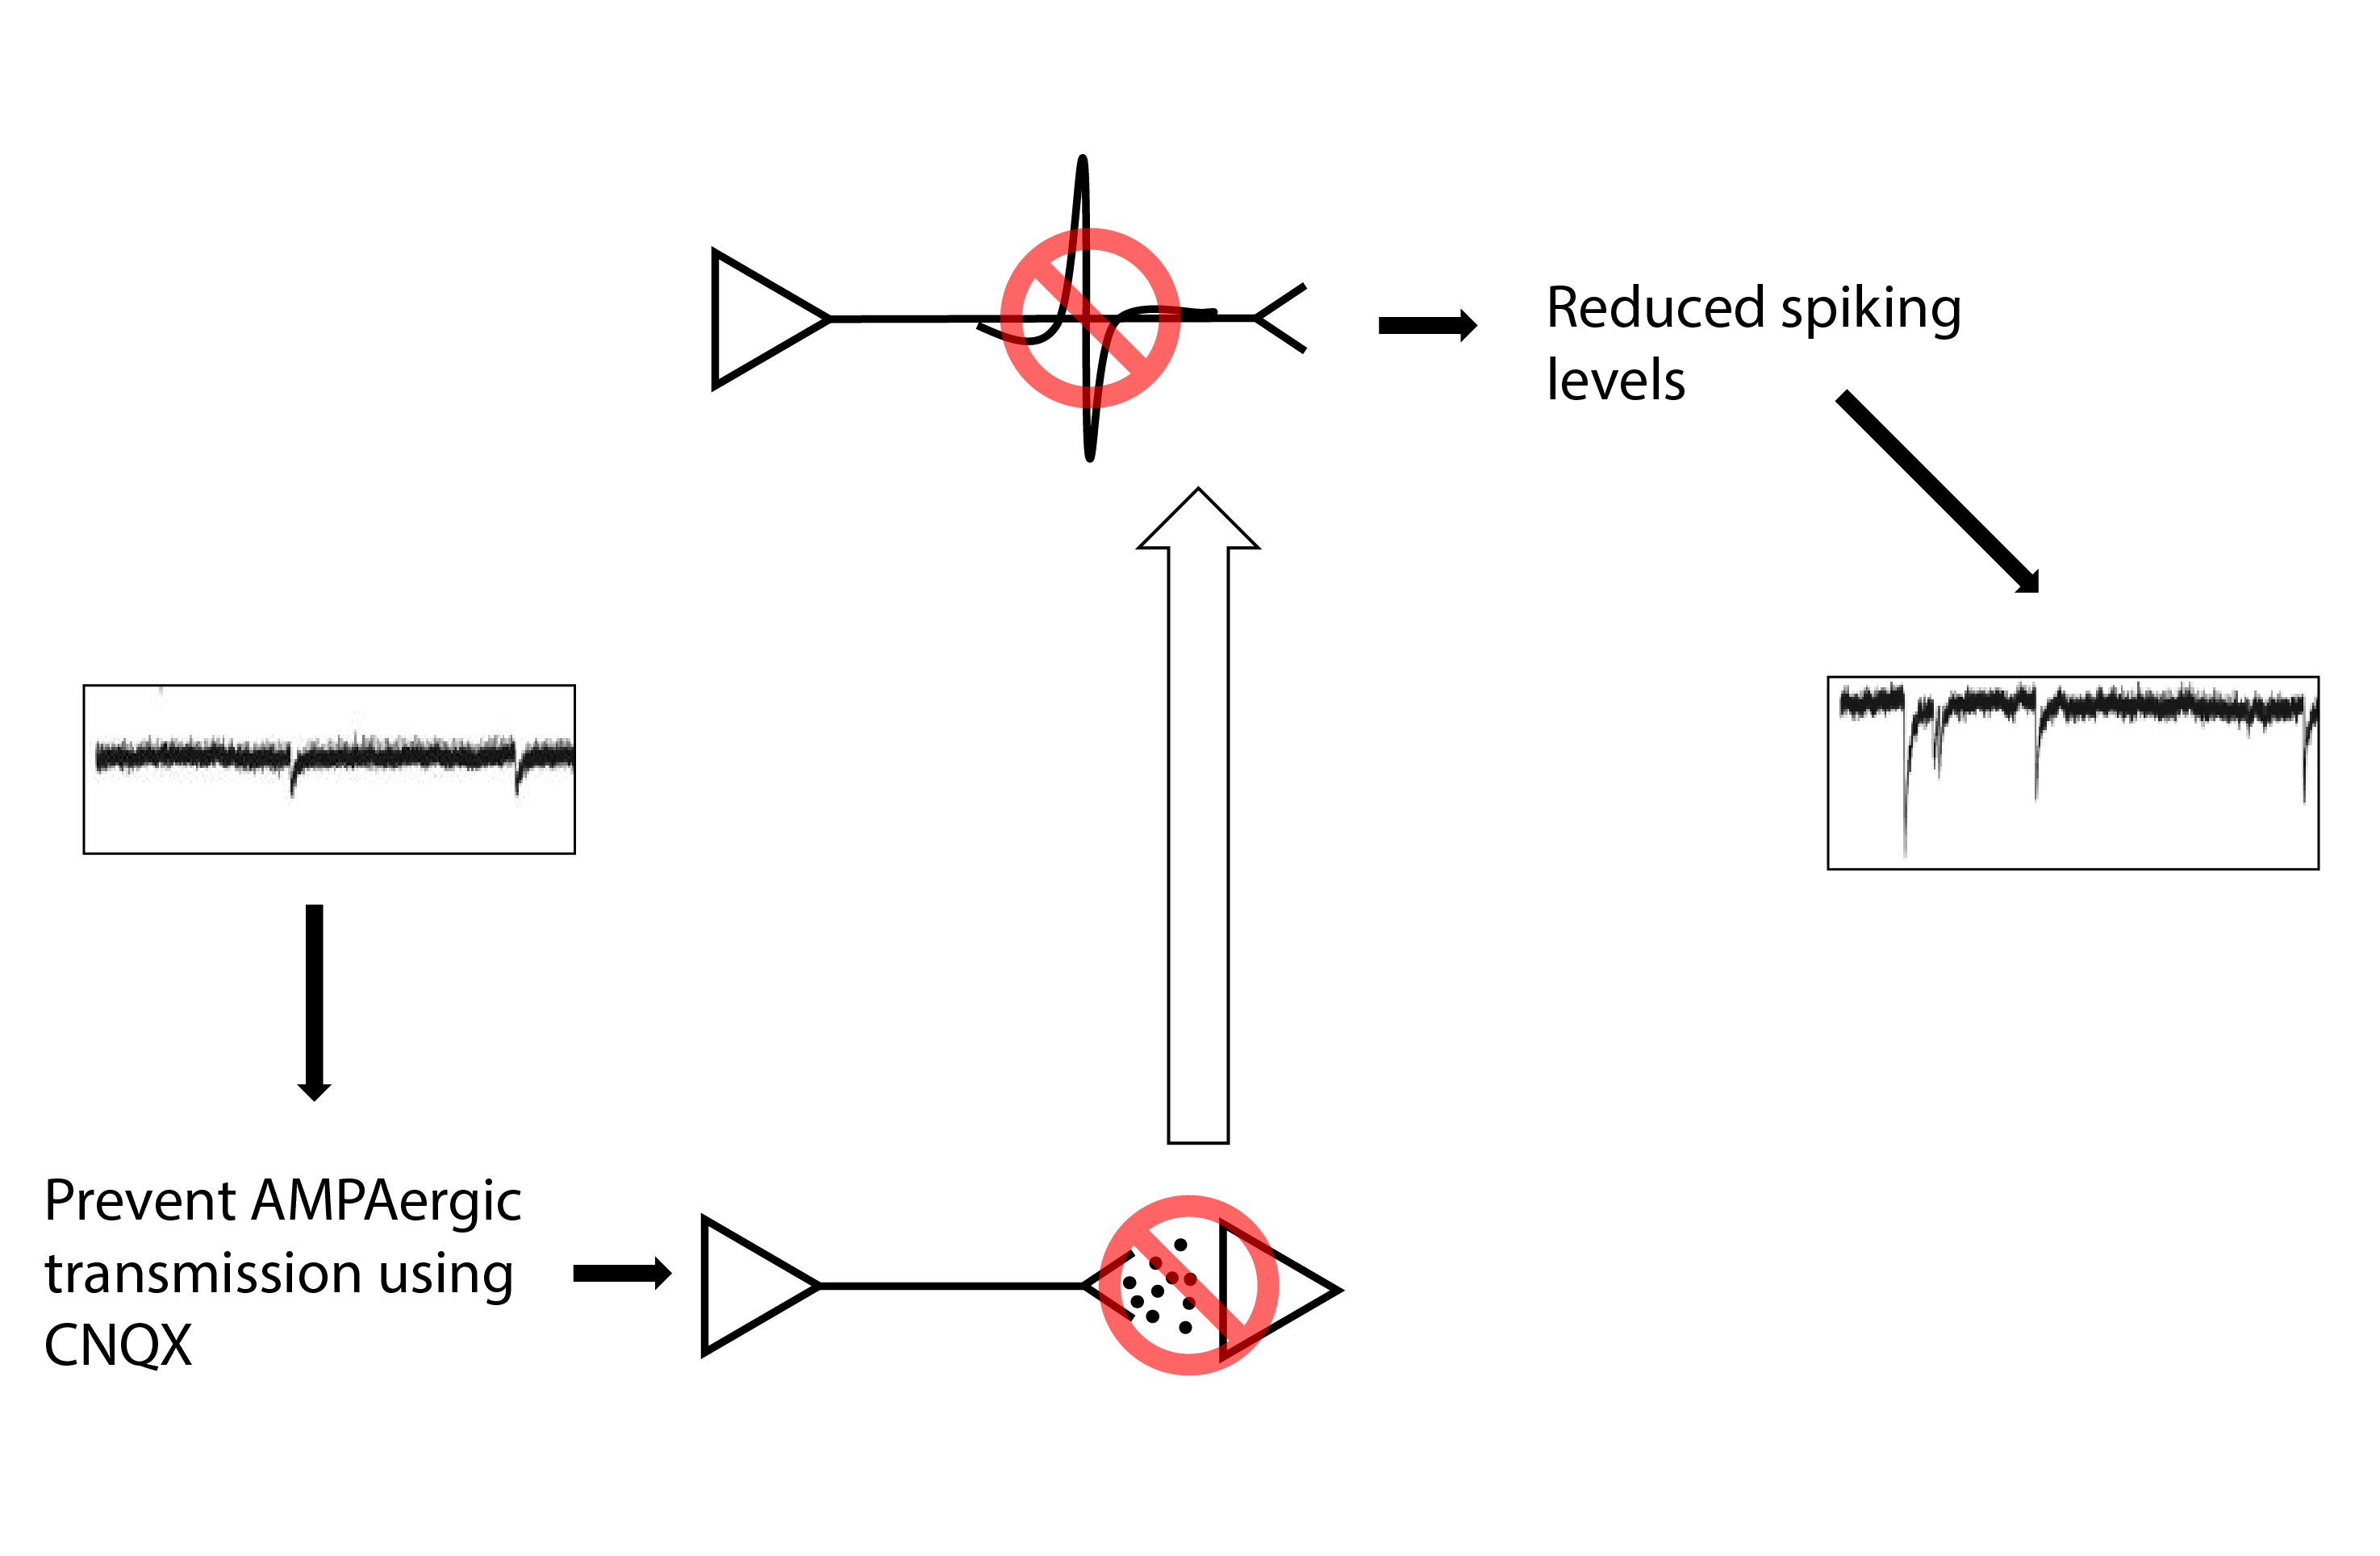 Reduced spiking
levels
Prevent AMPAergic
transmission using
CNQX